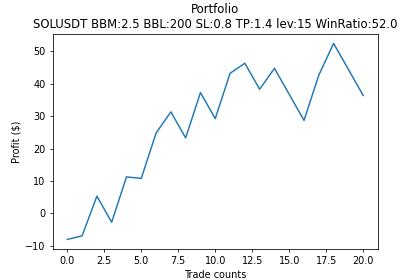 Portfolio
SOLUSDT BBM:2.5 BBL:200 SL:0.8 TP:1.4 lev:15 WinRatio:52.0
50
40
30
20
10
0
−10
Profit ($)
0.0 2.5 5.0 7.5 10.0 12.5 15.0 17.5 20.0
Trade counts